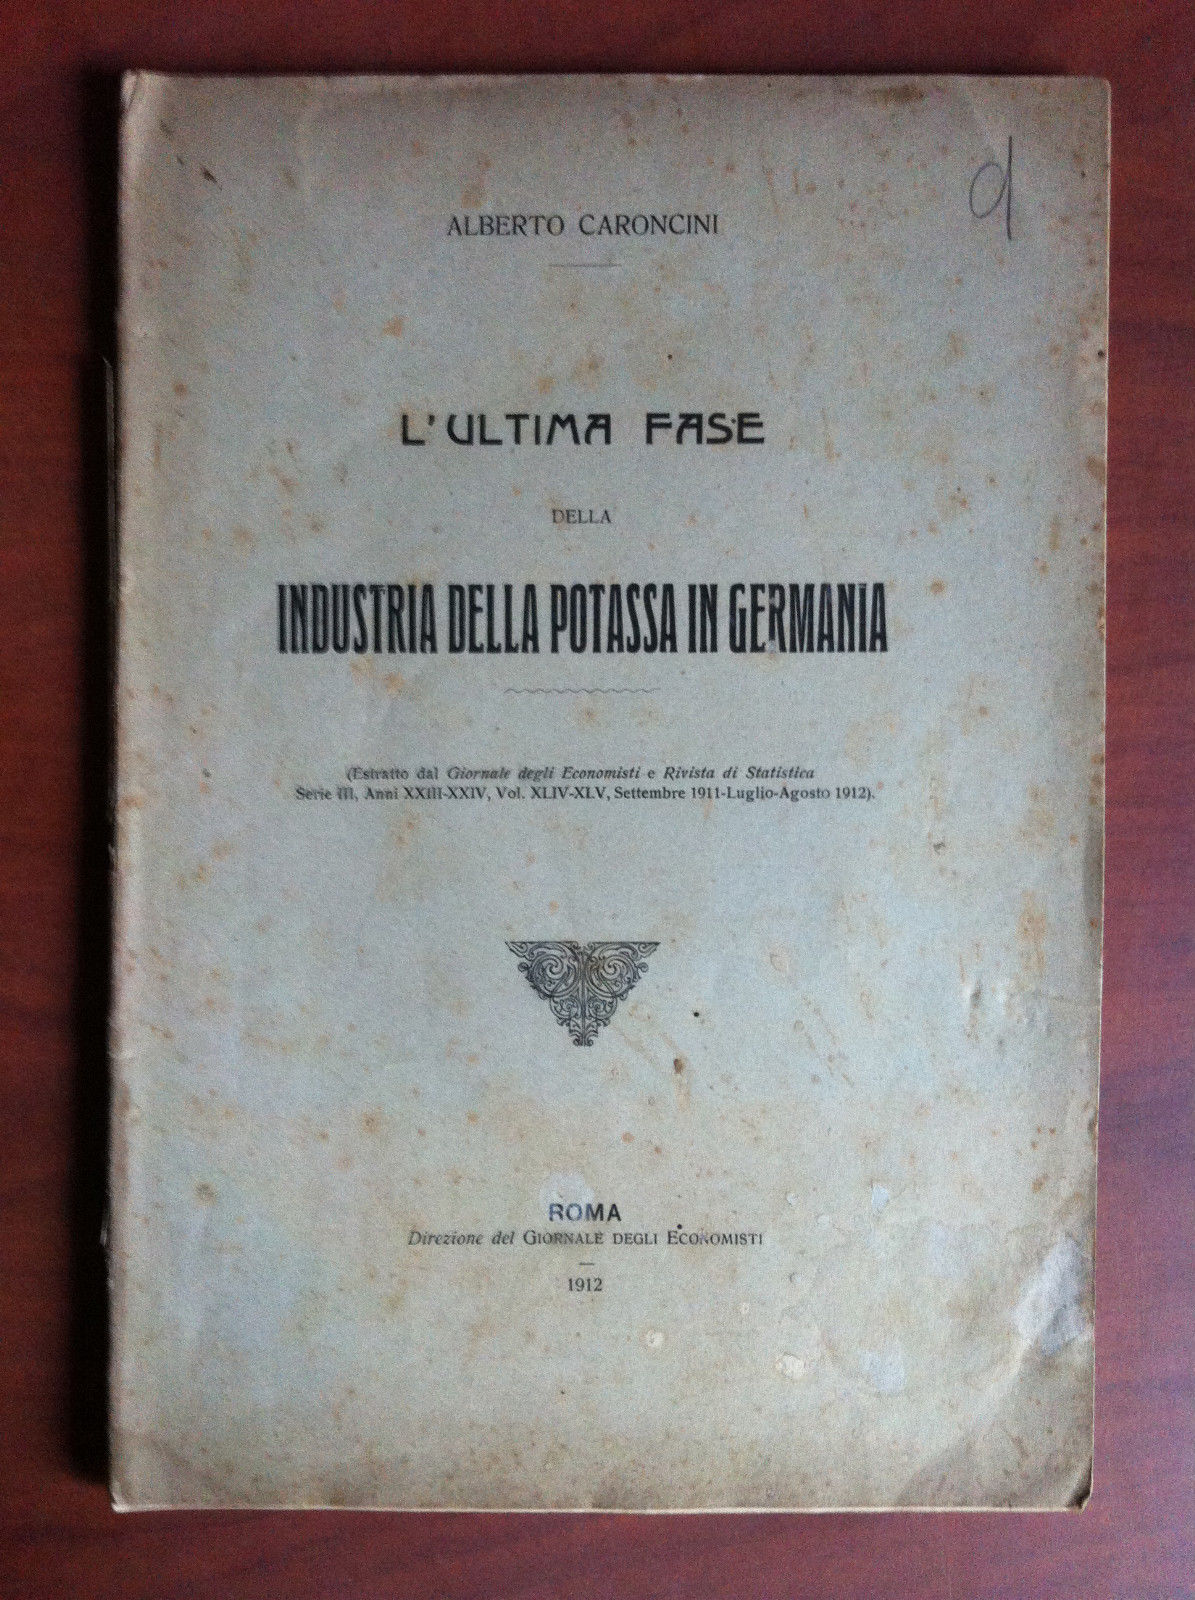 d
ALBERTO CARONCINI
L'ULTIMA FASE
DELLA
INDUSTRIA DELLA POTASSA IN GERMANIA
(Estratto dal Giornale degli Economisti e Rivista di Statistica
Serie III, Anni XXIII-XXIV, Vol. XLIV-XLV, Settembre 1911-Luglio-Agosto 1912).
ROMA
Direzione del GIORNALE DEGLI ECONOMISTI
1912